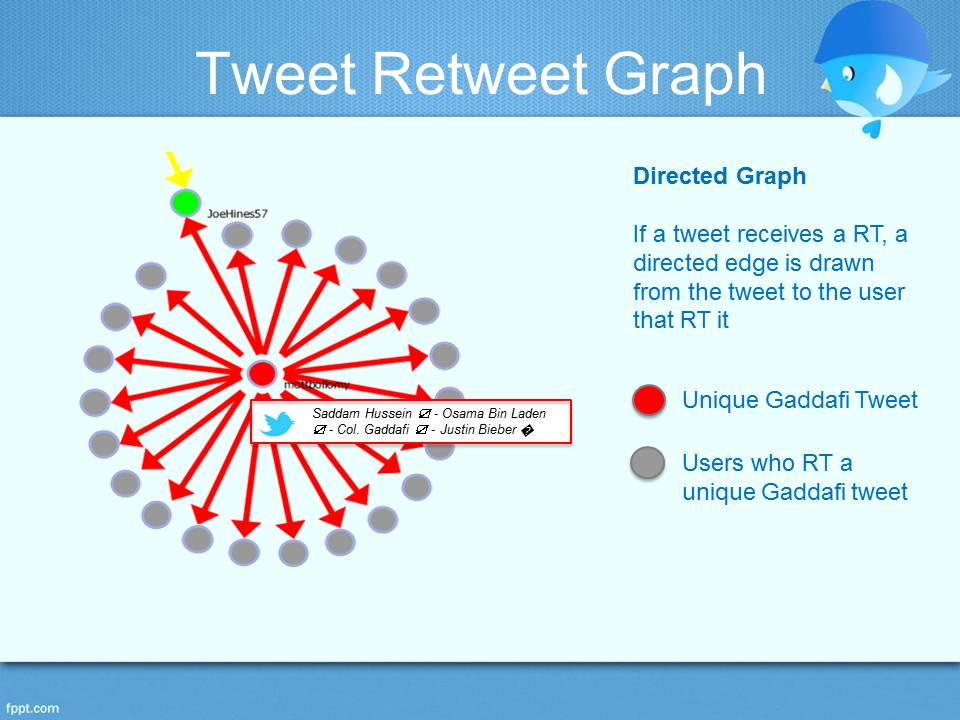 Tweet Retweet Graph
JoeHines57
Directed Graph
If a tweet receives a RT, a
directed edge is drawn
from the tweet to the user
that RT it
Saddam Hussein ☑ - Osama Bin Laden
☑ - Col. Gaddafi ☑ - Justin Bieber �
Unique Gaddafi Tweet
Users who RT a
unique Gaddafi tweet
fppt.com